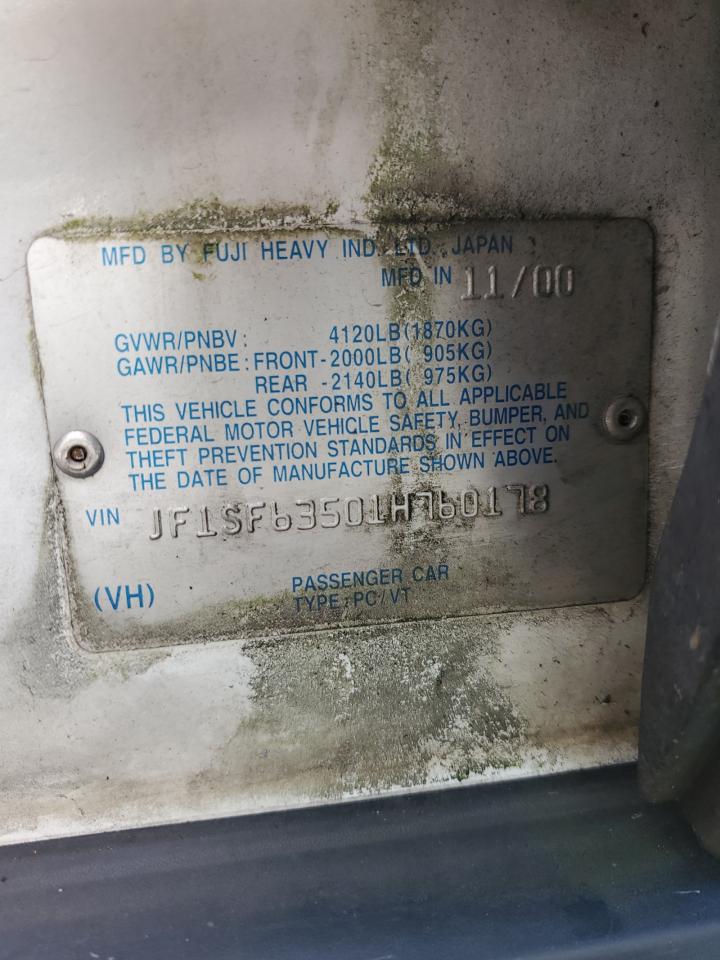 MFD BY FUJI HEAVY IND. LTD. JAPAN
MFD IN 11/00
GVWR/PNBV: 4120LB(1870KG)
GAWR/PNBE: FRONT-2000LB( 905KG)
REAR -2140LB( 975KG)
THIS VEHICLE CONFORMS TO ALL APPLICABLE
FEDERAL MOTOR VEHICLE SAFETY, BUMPER, AND
THEFT PREVENTION STANDARDS IN EFFECT ON
THE DATE OF MANUFACTURE SHOWN ABOVE.
VIN JF1SF63501H760178
(VH) PASSENGER CAR
TYPE: PC/VT